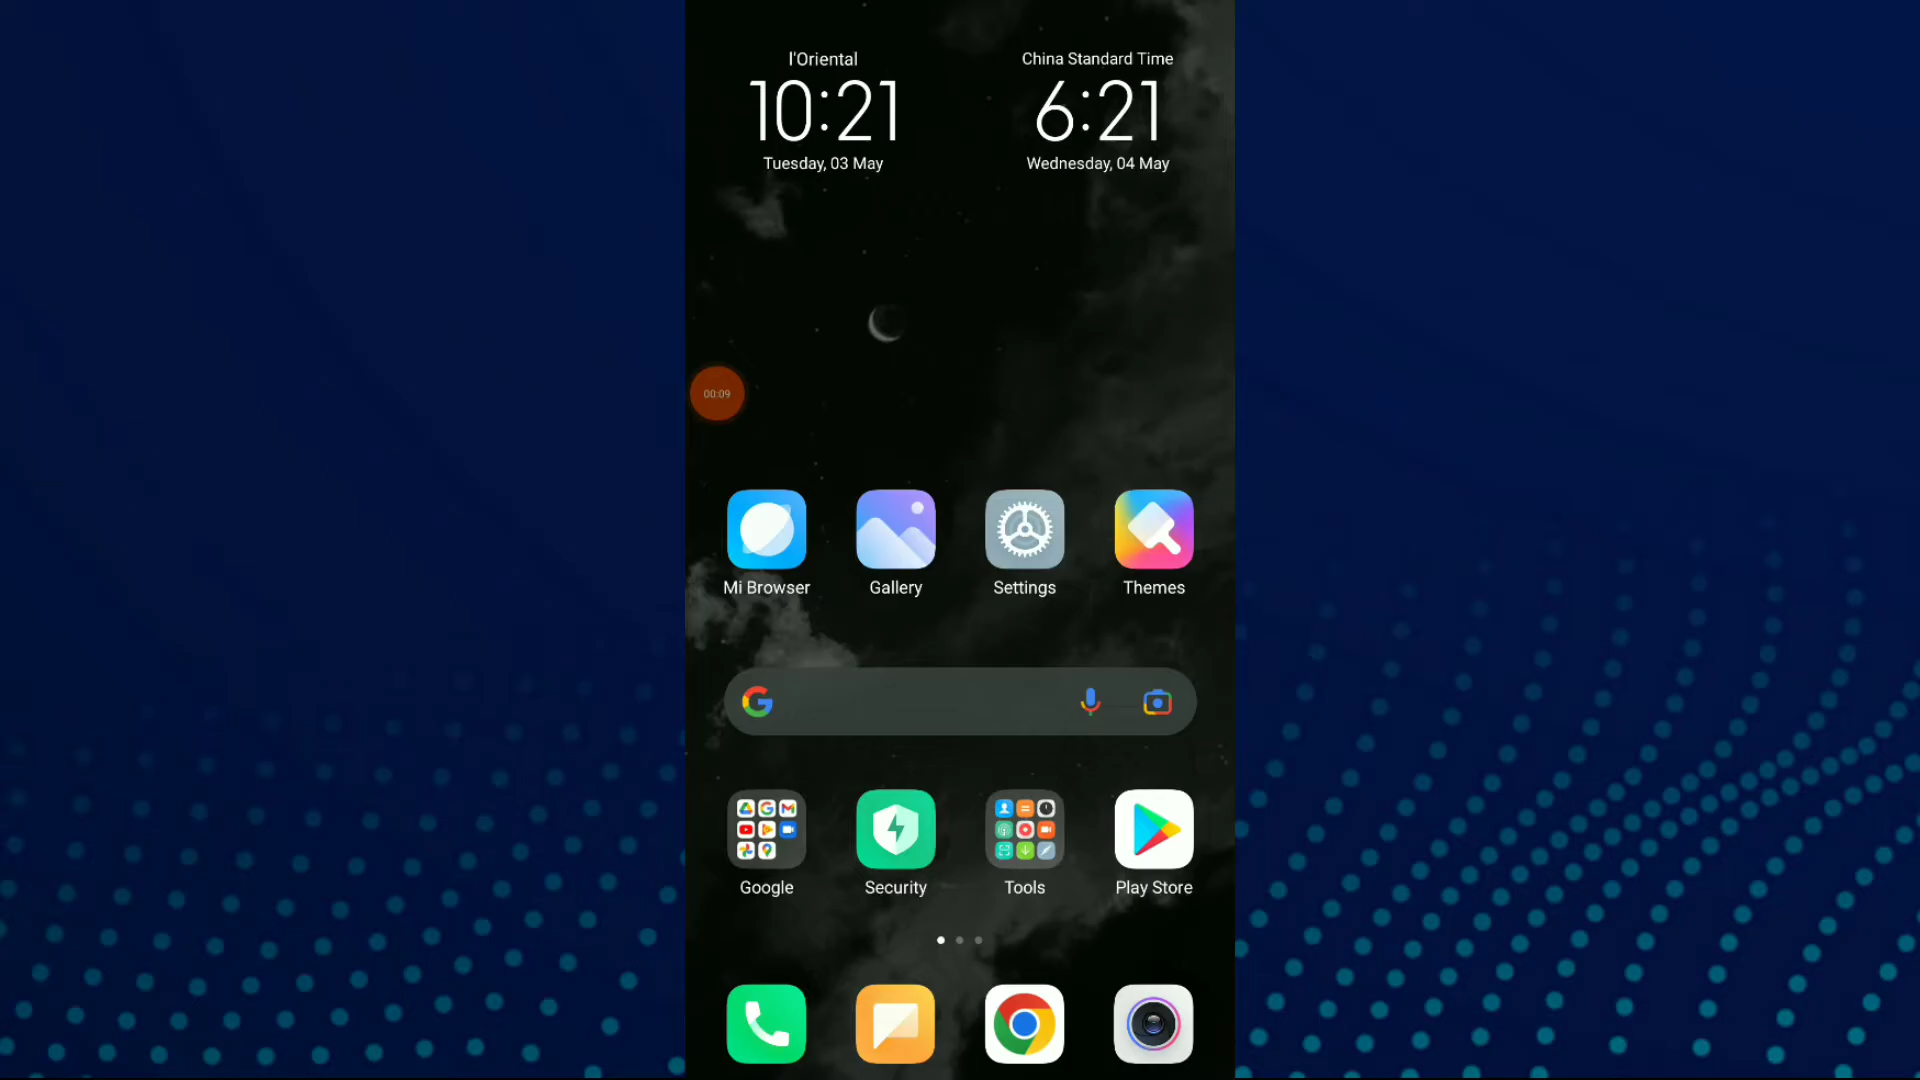 l'Oriental
China Standard Time
10:21
6:21
Tuesday, 03 May
Wednesday, 04 May
00:09
Mi Browser
Gallery
Settings
Themes
Google
Security
Tools
Play Store